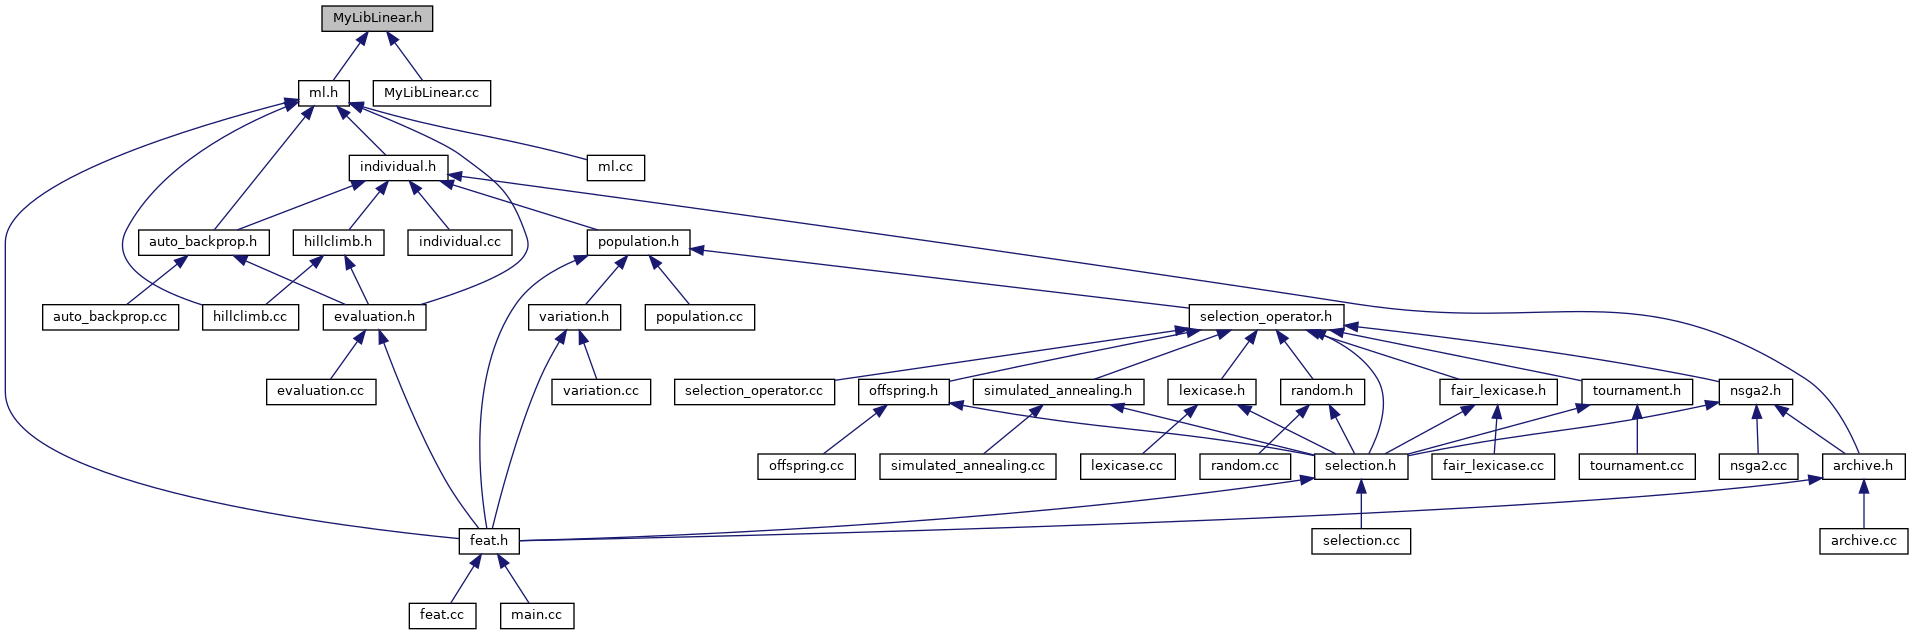 MyLibLinear.h
ml.h
MyLibLinear.cc
individual.h
ml.cc
auto_backprop.h
hillclimb.h
individual.cc
population.h
auto_backprop.cc
hillclimb.cc
evaluation.h
variation.h
population.cc
selection_operator.h
evaluation.cc
variation.cc
selection_operator.cc
offspring.h
simulated_annealing.h
lexicase.h
random.h
fair_lexicase.h
tournament.h
nsga2.h
offspring.cc
simulated_annealing.cc
lexicase.cc
random.cc
selection.h
fair_lexicase.cc
tournament.cc
nsga2.cc
archive.h
feat.h
selection.cc
archive.cc
feat.cc
main.cc